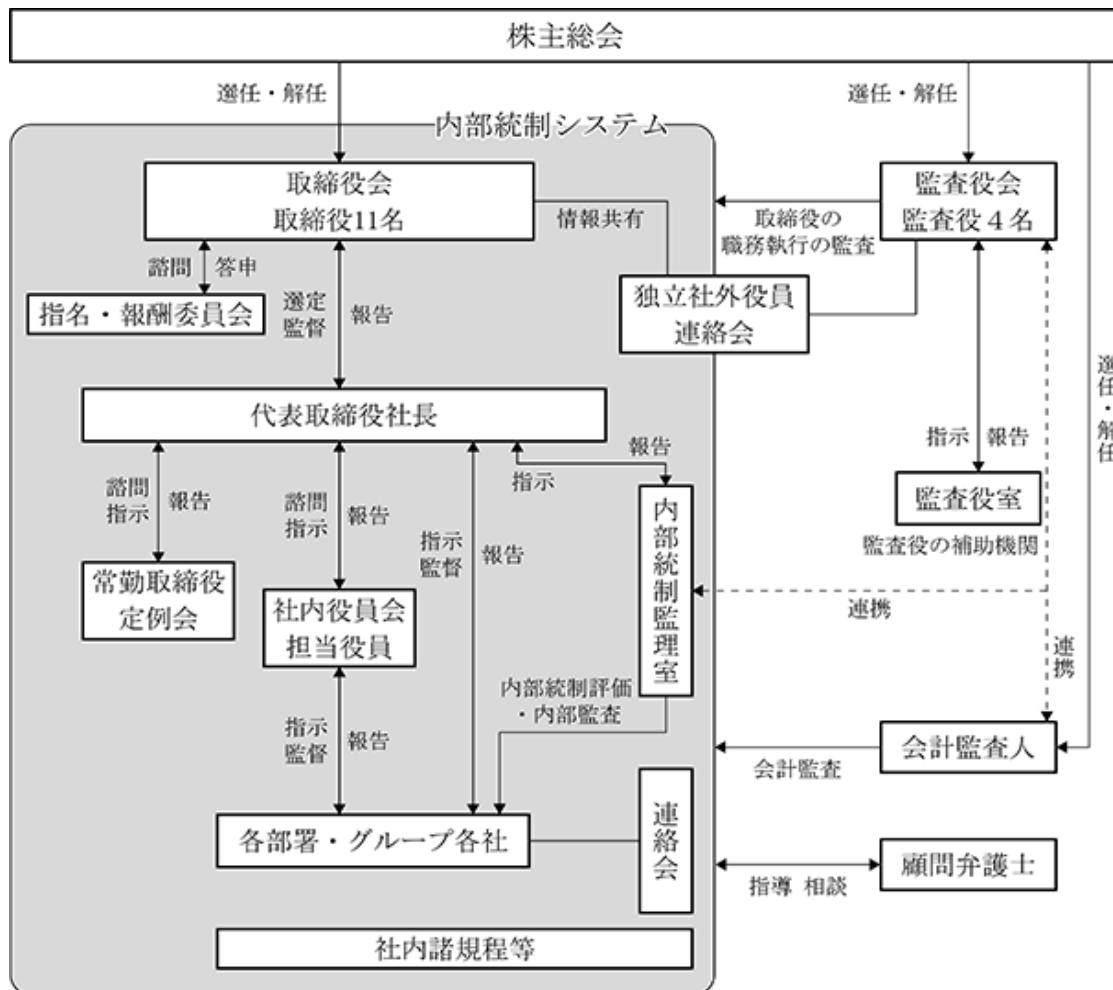 株主総会
選任・解任
選任・解任
内部統制システム
取締役会
取締役11名
監査役会
監査役4名
情報共有
取締役の
職務執行の監査
諮問
答申
指名・報酬委員会
選定
監督
報告
独立社外役員
連絡会
選任・解任
代表取締役社長
指示
報告
報告
指示
監査役室
監査役の補助機関
諮問
指示
報告
諮問
指示
報告
指示
監督
報告
内部統制監理室
常勤取締役
定例会
社内役員会
担当役員
連携
連携
内部統制評価
・内部監査
指示
監督
報告
会計監査人
会計監査
各部署・グループ各社
連絡会
顧問弁護士
指導 相談
社内諸規程等